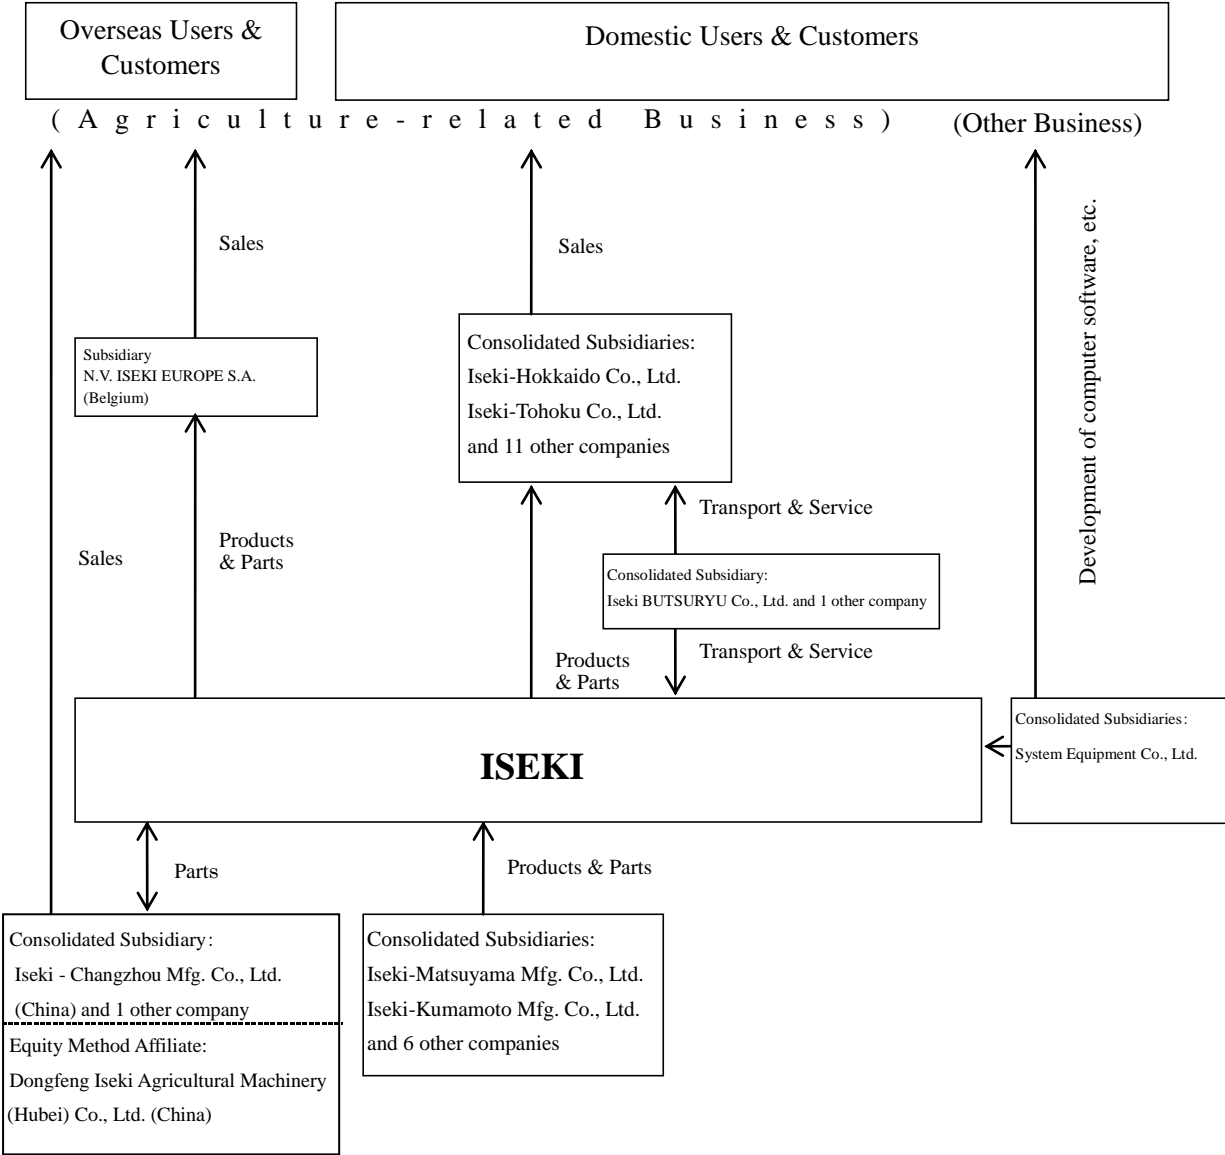 Overseas Users &
Customers
Domestic Users & Customers
(Agriculture-related Business)
(Other Business)
Sales
Sales
Development of computer software, etc.
Subsidiary
N.V. ISEKI EUROPE S.A.
(Belgium)
Consolidated Subsidiaries:
Iseki-Hokkaido Co., Ltd.
Iseki-Tohoku Co., Ltd.
and 11 other companies
Transport & Service
Sales
Products
& Parts
Consolidated Subsidiary:
Iseki BUTSURYU Co., Ltd. and 1 other company
Transport & Service
Products
& Parts
ISEKI
Consolidated Subsidiaries:
System Equipment Co., Ltd.
Parts
Products & Parts
Consolidated Subsidiary:
Iseki - Changzhou Mfg. Co., Ltd.
(China) and 1 other company
Equity Method Affiliate:
Dongfeng Iseki Agricultural Machinery
(Hubei) Co., Ltd. (China)
Consolidated Subsidiaries:
Iseki-Matsuyama Mfg. Co., Ltd.
Iseki-Kumamoto Mfg. Co., Ltd.
and 6 other companies